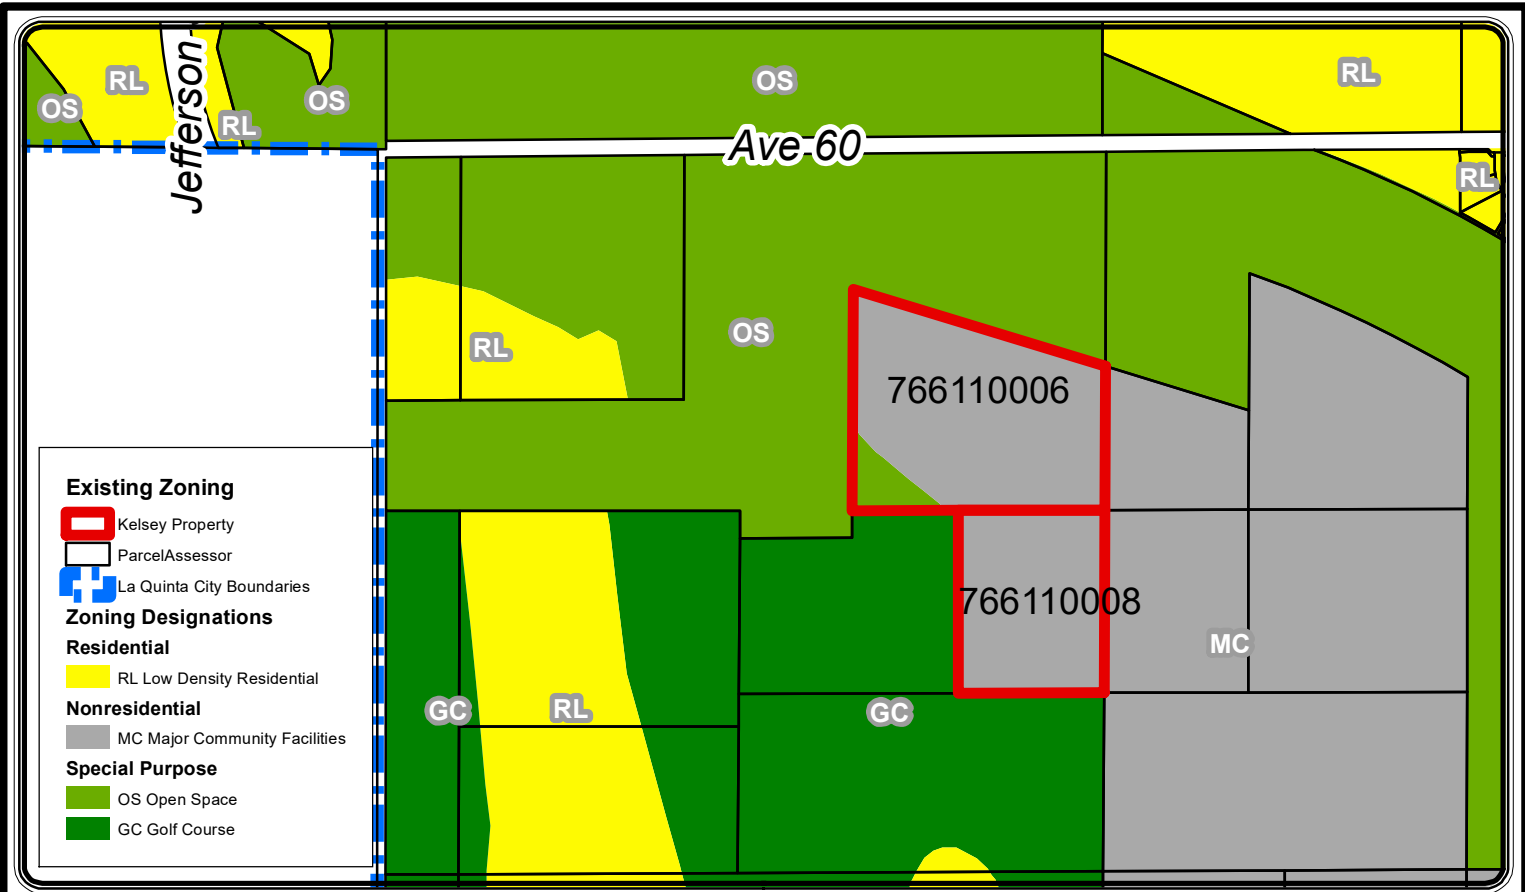 RL
OS
RL
OS
OS
RL
Jefferson
Ave 60
RL
RL
OS
766110006
766110008
MC
GC
RL
GC
Existing Zoning
Kelsey Property
ParcelAssessor
La Quinta City Boundaries
Zoning Designations
Residential
RL Low Density Residential
Nonresidential
MC Major Community Facilities
Special Purpose
OS Open Space
GC Golf Course